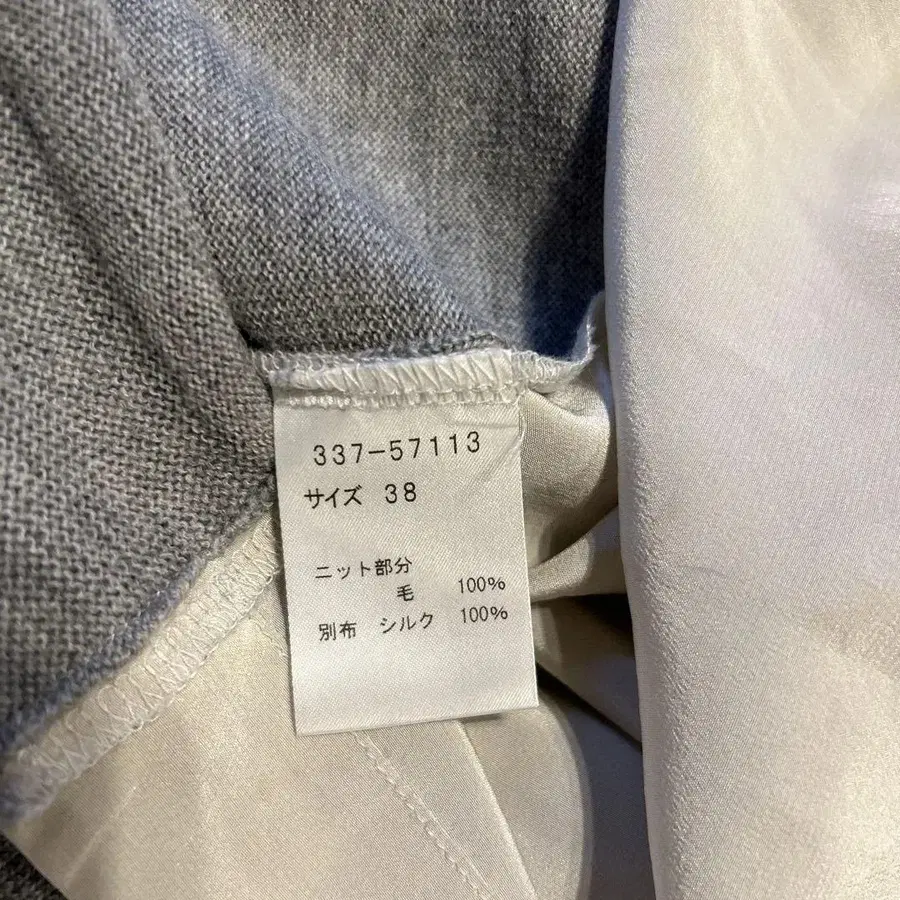 337-57113
サイズ 38
ニット部分
毛 100%
別布 シルク 100%